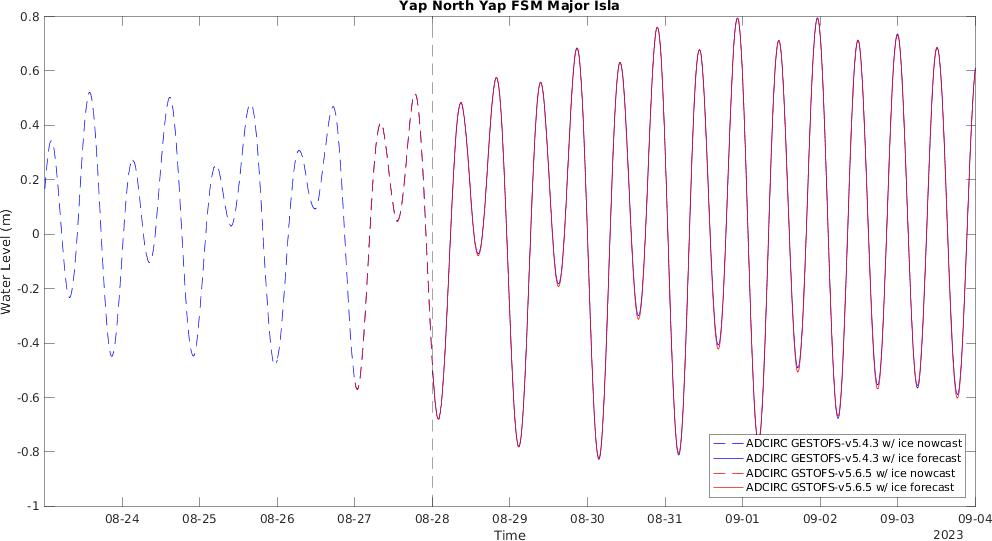 Yap North Yap FSM Major Isla
0.8
0.6
0.4
0.2
0
-0.2
-0.4
-0.6
-0.8
-1
Water Level (m)
ADCIRC GESTOFS-v5.4.3 w/ ice nowcast
ADCIRC GESTOFS-v5.4.3 w/ ice forecast
ADCIRC GSTOFS-v5.6.5 w/ ice nowcast
ADCIRC GSTOFS-v5.6.5 w/ ice forecast
08-24 08-25 08-26 08-27 08-28 08-29 08-30 08-31 09-01 09-02 09-03 09-04
Time
2023